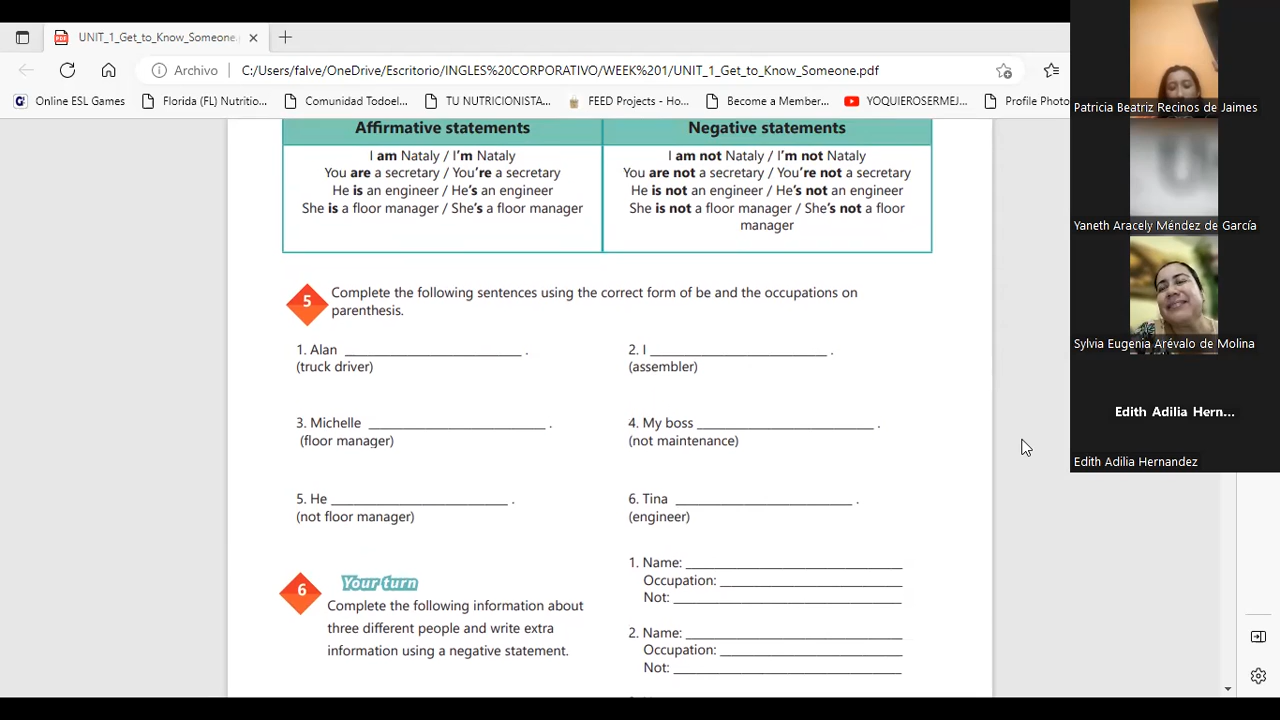 UNIT_1_Get_to_Know_Someone.
Archivo
C:/Users/falve/OneDrive/Escritorio/INGLES%20CORPORATIVO/WEEK%201/UNIT_1_Get_to_Know_Someone.pdf
Online ESL Games
Florida (FL) Nutritio...
Comunidad Todoel...
TU NUTRICIONISTA...
FEED Projects - Ho...
Become a Member...
YOQUIEROSERMEJ...
Profile Photo
Affirmative statements
I am Nataly / I'm Nataly
You are a secretary / You're a secretary
He is an engineer / He's an engineer
She is a floor manager / She's a floor manager
Negative statements
I am not Nataly / I'm not Nataly
You are not a secretary / You're not a secretary
He is not an engineer / He's not an engineer
She is not a floor manager / She's not a floor
manager
5
Complete the following sentences using the correct form of be and the occupations on
parenthesis.
1. Alan ________________________ .
(truck driver)
2. I ________________________ .
(assembler)
3. Michelle ________________________ .
(floor manager)
4. My boss ________________________ .
(not maintenance)
5. He ________________________ .
(not floor manager)
6. Tina ________________________ .
(engineer)
6
Your turn
Complete the following information about
three different people and write extra
information using a negative statement.
1. Name: ________________________
Occupation: ________________________
Not: ________________________
2. Name: ________________________
Occupation: ________________________
Not: ________________________
Patricia Beatriz Recinos de Jaimes
Yaneth Aracely Méndez de García
Sylvia Eugenia Arévalo de Molina
Edith Adilia Hern...
Edith Adilia Hernandez